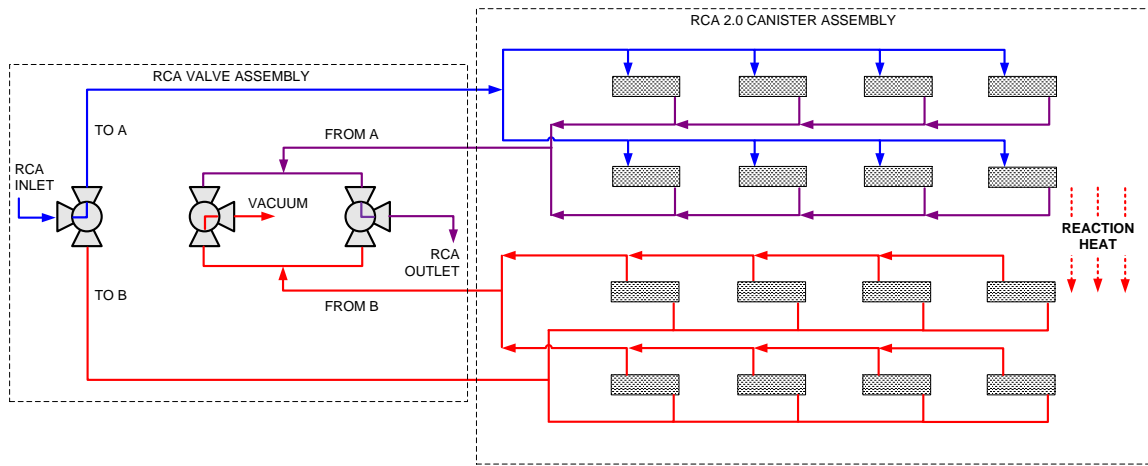 RCA 2.0 CANISTER ASSEMBLY
RCA VALVE ASSEMBLY
TO A
FROM A
RCA
INLET
VACUUM
RCA
OUTLET
REACTION
HEAT
TO B
FROM B